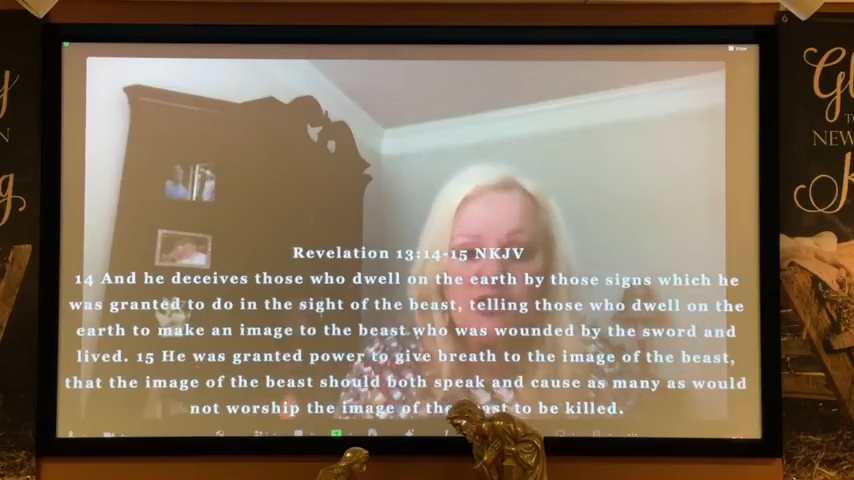 View
Revelation 13:14-15 NKJV
14 And he deceives those who dwell on the earth by those signs which he
was granted to do in the sight of the beast, telling those who dwell on the
earth to make an image to the beast who was wounded by the sword and
lived. 15 He was granted power to give breath to the image of the beast,
that the image of the beast should both speak and cause as many as would
not worship the image of the beast to be killed.
NEW